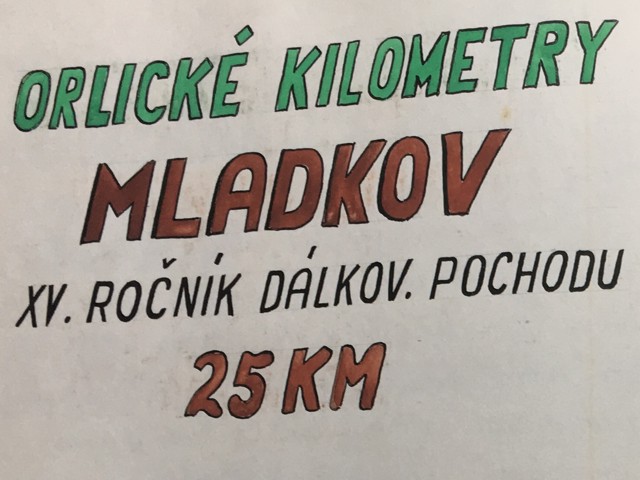 ORLICKÉ KILOMETRY
MLADKOV
XV. ROČNÍK DÁLKOV. POCHODU
25 KM